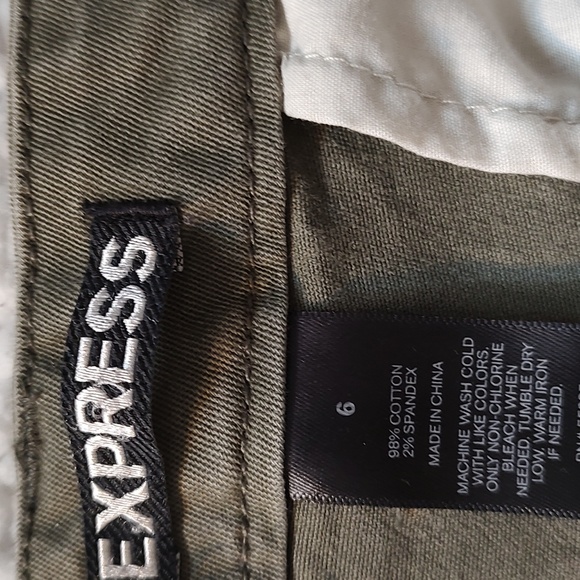 EXPRESS
6
98% COTTON
2% SPANDEX
MADE IN CHINA
MACHINE WASH COLD
WITH LIKE COLORS.
ONLY NON-CHLORINE
BLEACH WHEN
NEEDED. TUMBLE DRY
LOW, WARM IRON
IF NEEDED.